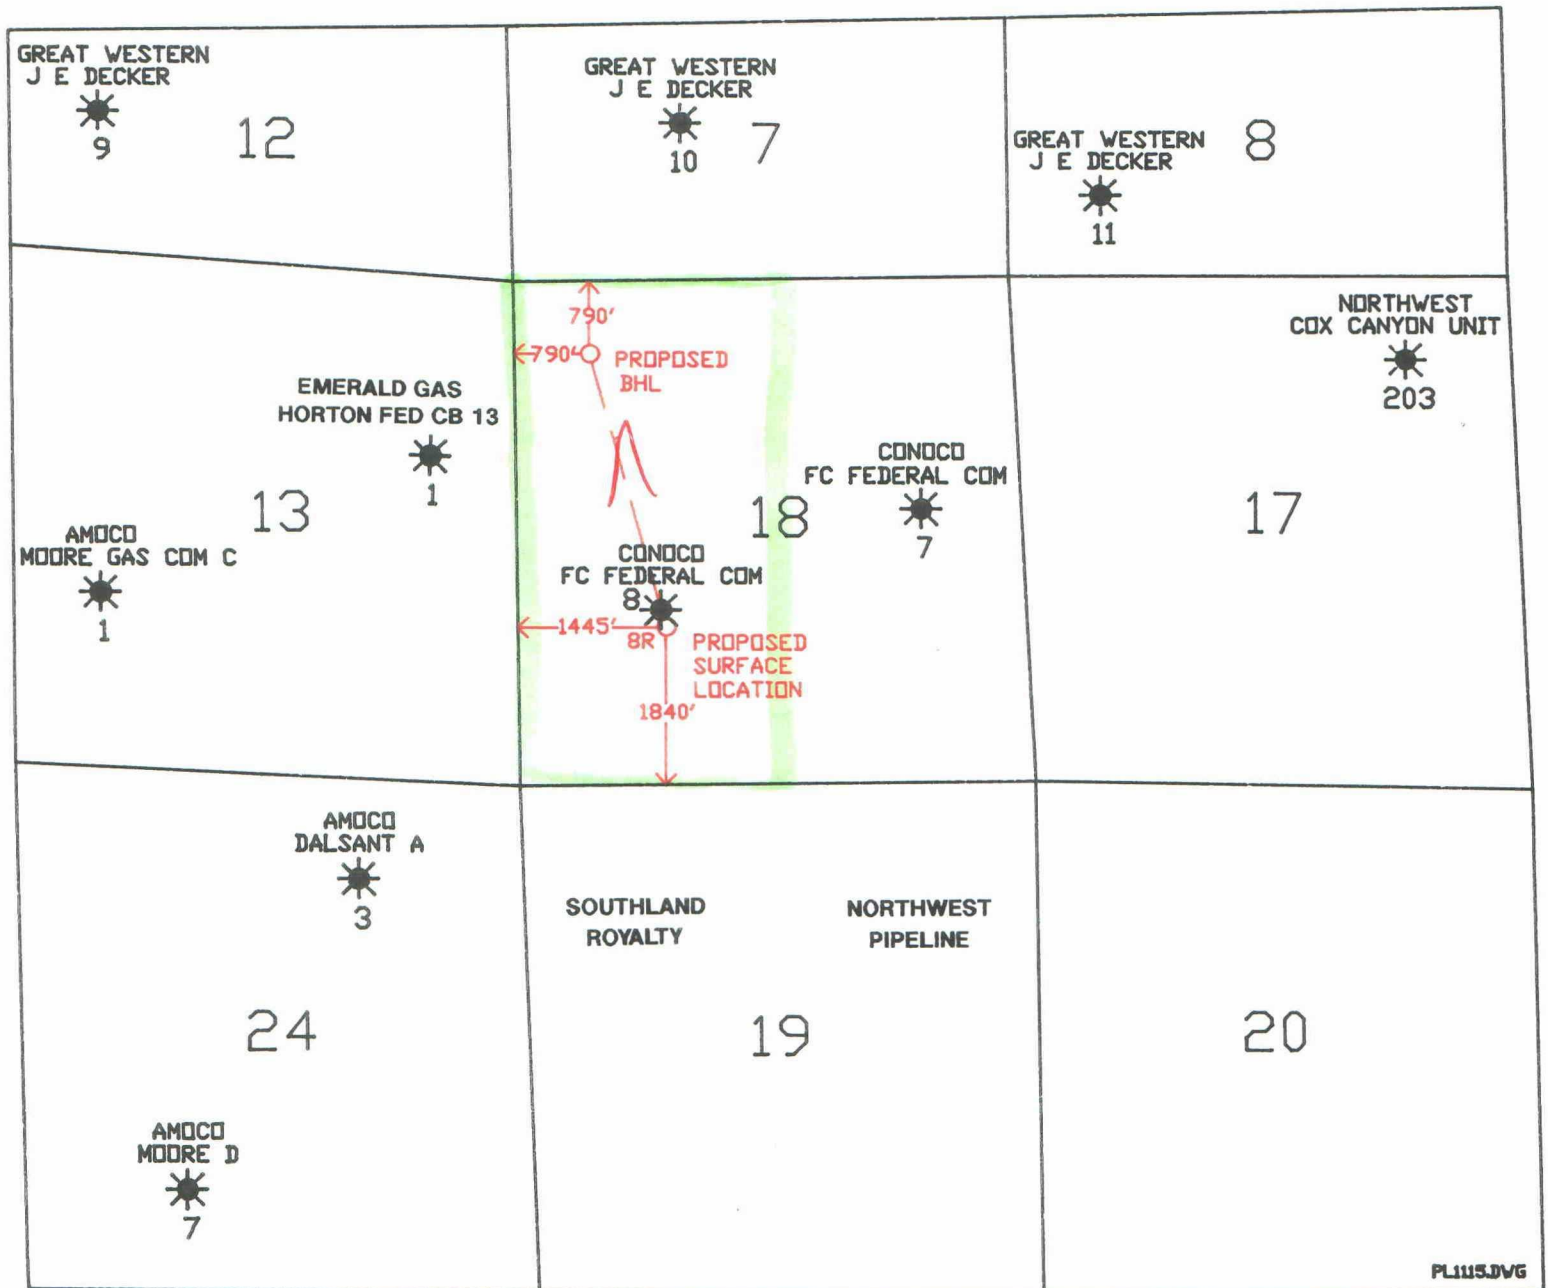 GREAT WESTERN
J E DECKER
9
12
GREAT WESTERN
J E DECKER
10
7
GREAT WESTERN
J E DECKER
11
8
790'
790'
PROPOSED
BHL
NORTHWEST
COX CANYON UNIT
203
EMERALD GAS
HORTON FED CB 13
1
13
AMOCO
MOORE GAS COM C
1
CONOCO
FC FEDERAL COM
7
18
17
CONOCO
FC FEDERAL COM
8
1445'
8R
PROPOSED
SURFACE
LOCATION
1840'
AMOCO
DALSANT A
3
SOUTHLAND
ROYALTY
NORTHWEST
PIPELINE
24
19
20
AMOCO
MOORE D
7
PL1115.DWG